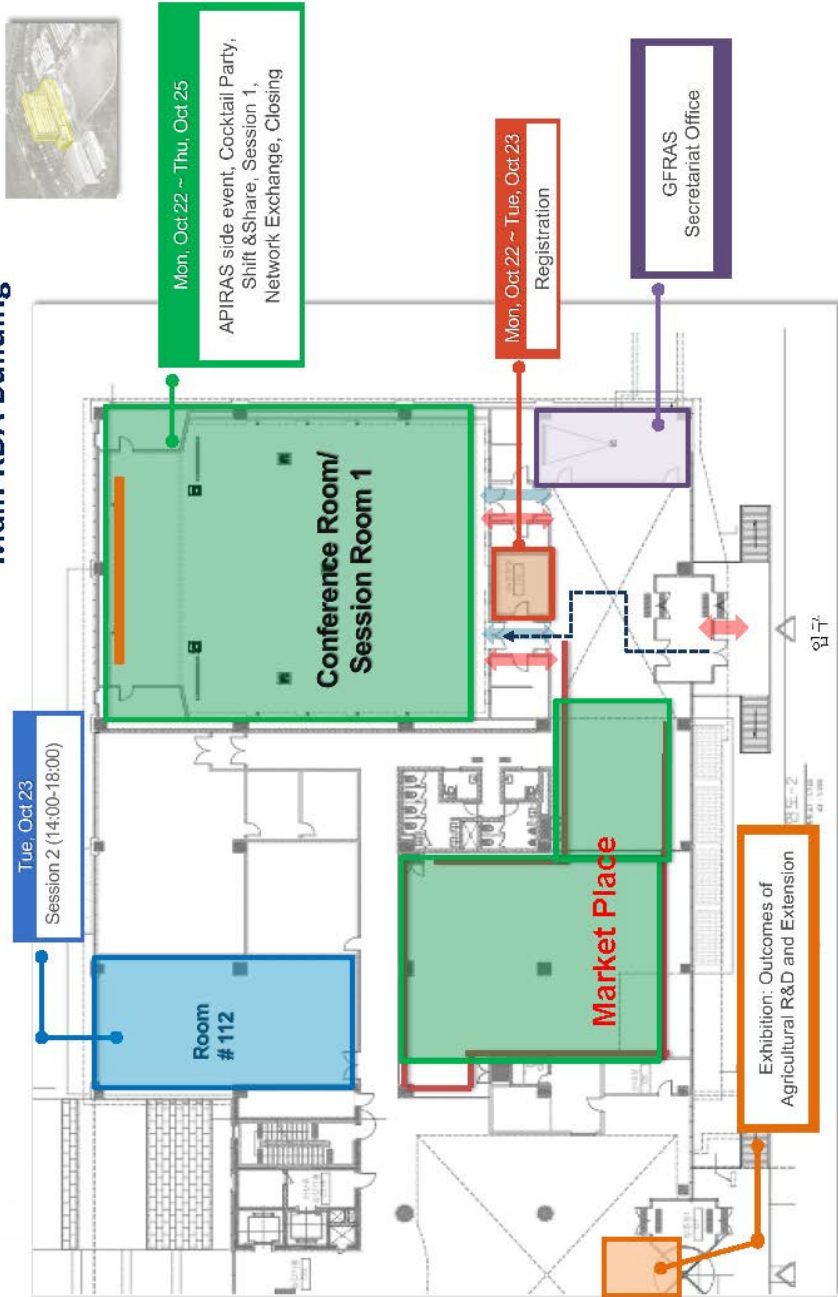 Main RDA Building
Tue, Oct 23
Session 2 (14:00-18:00)
Mon, Oct 22 ~ Thu, Oct 25
APIRAS side event, Cocktail Party,
Shift &Share, Session 1,
Network Exchange, Closing
Room
# 112
Conference Room/
Session Room 1
Mon, Oct 22 ~ Tue, Oct 23
Registration
Market Place
GFRAS
Secretariat Office
Exhibition: Outcomes of
Agricultural R&D and Extension
입구